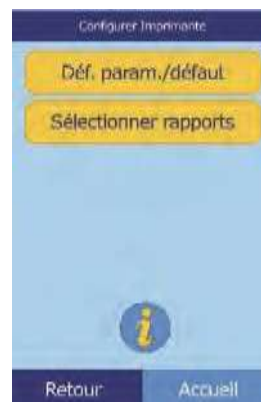 Configurer Imprimante
Déf. param./défaut
Sélectionner rapports
i
Retour
Accueil